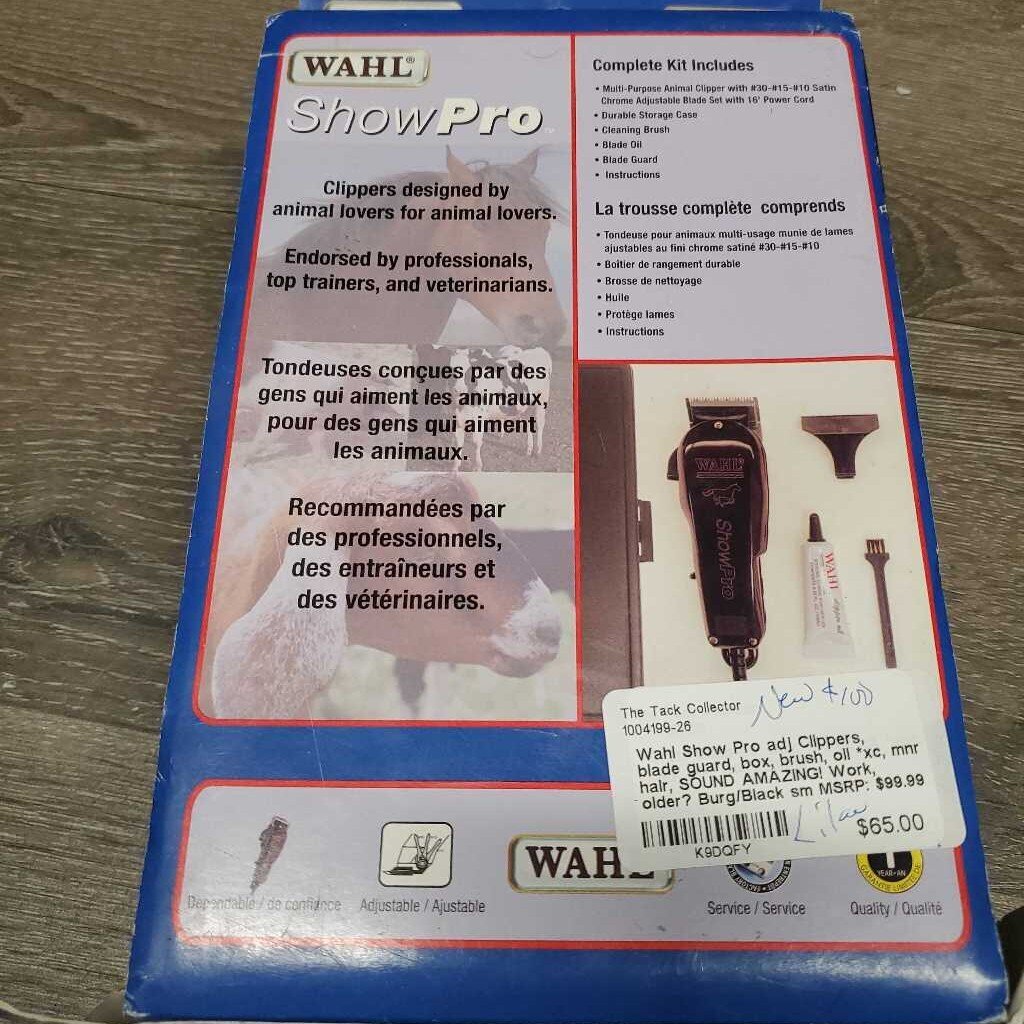 WAHL®
ShowPro
Clippers designed by
animal lovers for animal lovers.
Endorsed by professionals,
top trainers, and veterinarians.
Tondeuses conçues par des
gens qui aiment les animaux,
pour des gens qui aiment
les animaux.
Recommandées par
des professionnels,
des entraîneurs et
des vétérinaires.
Complete Kit Includes
• Multi-Purpose Animal Clipper with #30-#15-#10 Satin
Chrome Adjustable Blade Set with 16' Power Cord
• Durable Storage Case
• Cleaning Brush
• Blade Oil
• Blade Guard
• Instructions
La trousse complète comprends
• Tondeuse pour animaux multi-usage munie de lames
ajustables au fini chrome satiné #30-#15-#10
• Boîtier de rangement durable
• Brosse de nettoyage
• Huile
• Protège lames
• Instructions
WAHL
ShowPro
WAHL
The Tack Collector
New $100
1004199-26
Wahl Show Pro adj Clippers,
blade guard, box, brush, oil *xc, mnr
hair, SOUND AMAZING! Work,
older? Burg/Black sm MSRP: $99.99
$65.00
K9DQFY
WAHL
YEAR•AN
Dependable / de confiance
Adjustable / Ajustable
Service / Service
Quality / Qualité